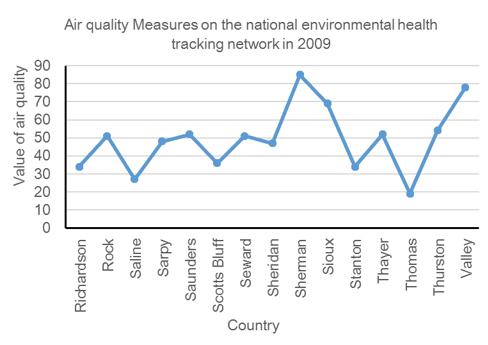 Air quality Measures on the national environmental health
tracking network in 2009
Value of air quality
90
80
70
60
50
40
30
20
10
0
Richardson
Rock
Saline
Sarpy
Saunders
Scotts Bluff
Seward
Sheridan
Sherman
Sioux
Stanton
Thayer
Thomas
Thurston
Valley
Country